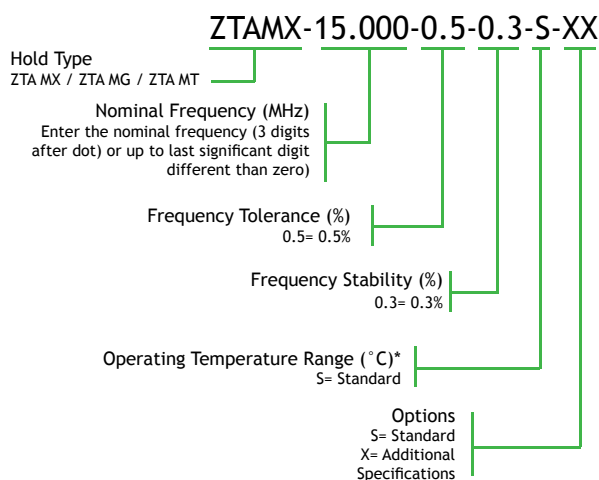 ZTAMX-15.000-0.5-0.3-S-XX
Hold Type
ZTA MX / ZTA MG / ZTA MT
Nominal Frequency (MHz)
Enter the nominal frequency (3 digits
after dot) or up to last significant digit
different than zero)
Frequency Tolerance (%)
0.5= 0.5%
Frequency Stability (%)
0.3= 0.3%
Operating Temperature Range (°C)*
S= Standard
Options
S= Standard
X= Additional
Specifications